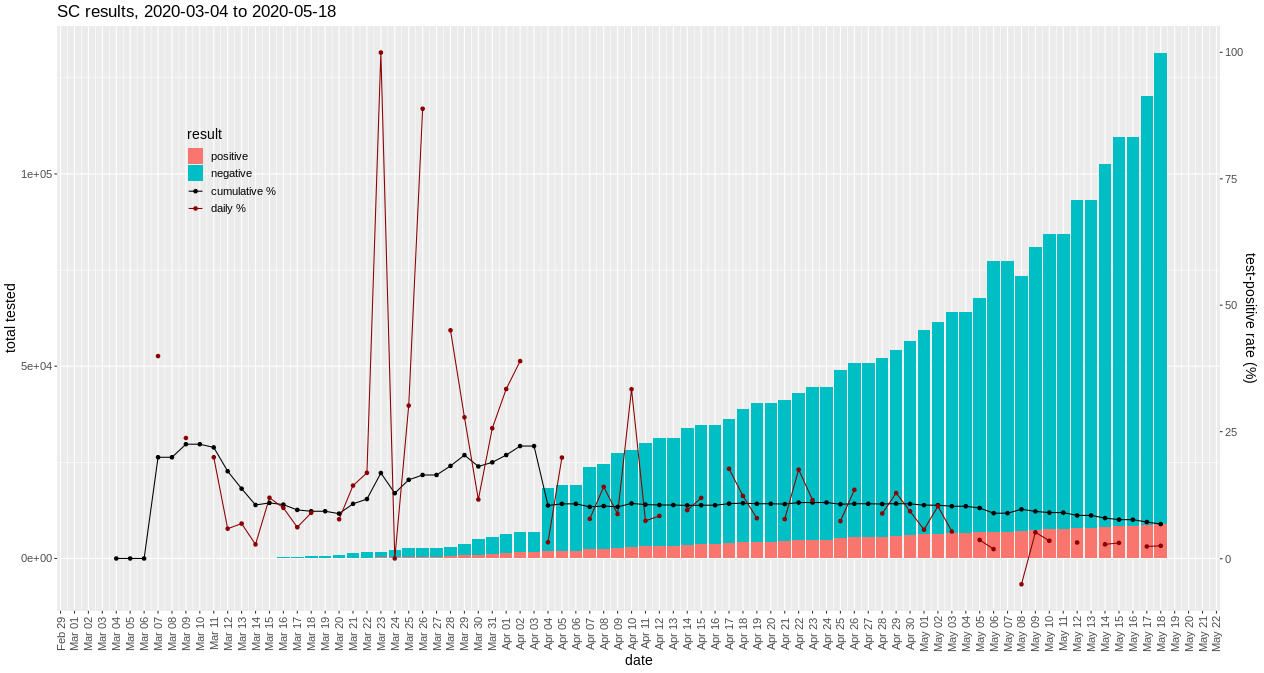 SC results, 2020-03-04 to 2020-05-18
total tested
1e+05
5e+04
0e+00
result
positive
negative
cumulative %
daily %
100
75
50
25
0
test-positive rate (%)
Feb 29
Mar 01
Mar 02
Mar 03
Mar 04
Mar 05
Mar 06
Mar 07
Mar 08
Mar 09
Mar 10
Mar 11
Mar 12
Mar 13
Mar 14
Mar 15
Mar 16
Mar 17
Mar 18
Mar 19
Mar 20
Mar 21
Mar 22
Mar 23
Mar 24
Mar 25
Mar 26
Mar 27
Mar 28
Mar 29
Mar 30
Mar 31
Apr 01
Apr 02
Apr 03
Apr 04
Apr 05
Apr 06
Apr 07
Apr 08
Apr 09
Apr 10
Apr 11
Apr 12
Apr 13
Apr 14
Apr 15
Apr 16
Apr 17
Apr 18
Apr 19
Apr 20
Apr 21
Apr 22
Apr 23
Apr 24
Apr 25
Apr 26
Apr 27
Apr 28
Apr 29
Apr 30
May 01
May 02
May 03
May 04
May 05
May 06
May 07
May 08
May 09
May 10
May 11
May 12
May 13
May 14
May 15
May 16
May 17
May 18
May 19
May 20
May 21
May 22
date